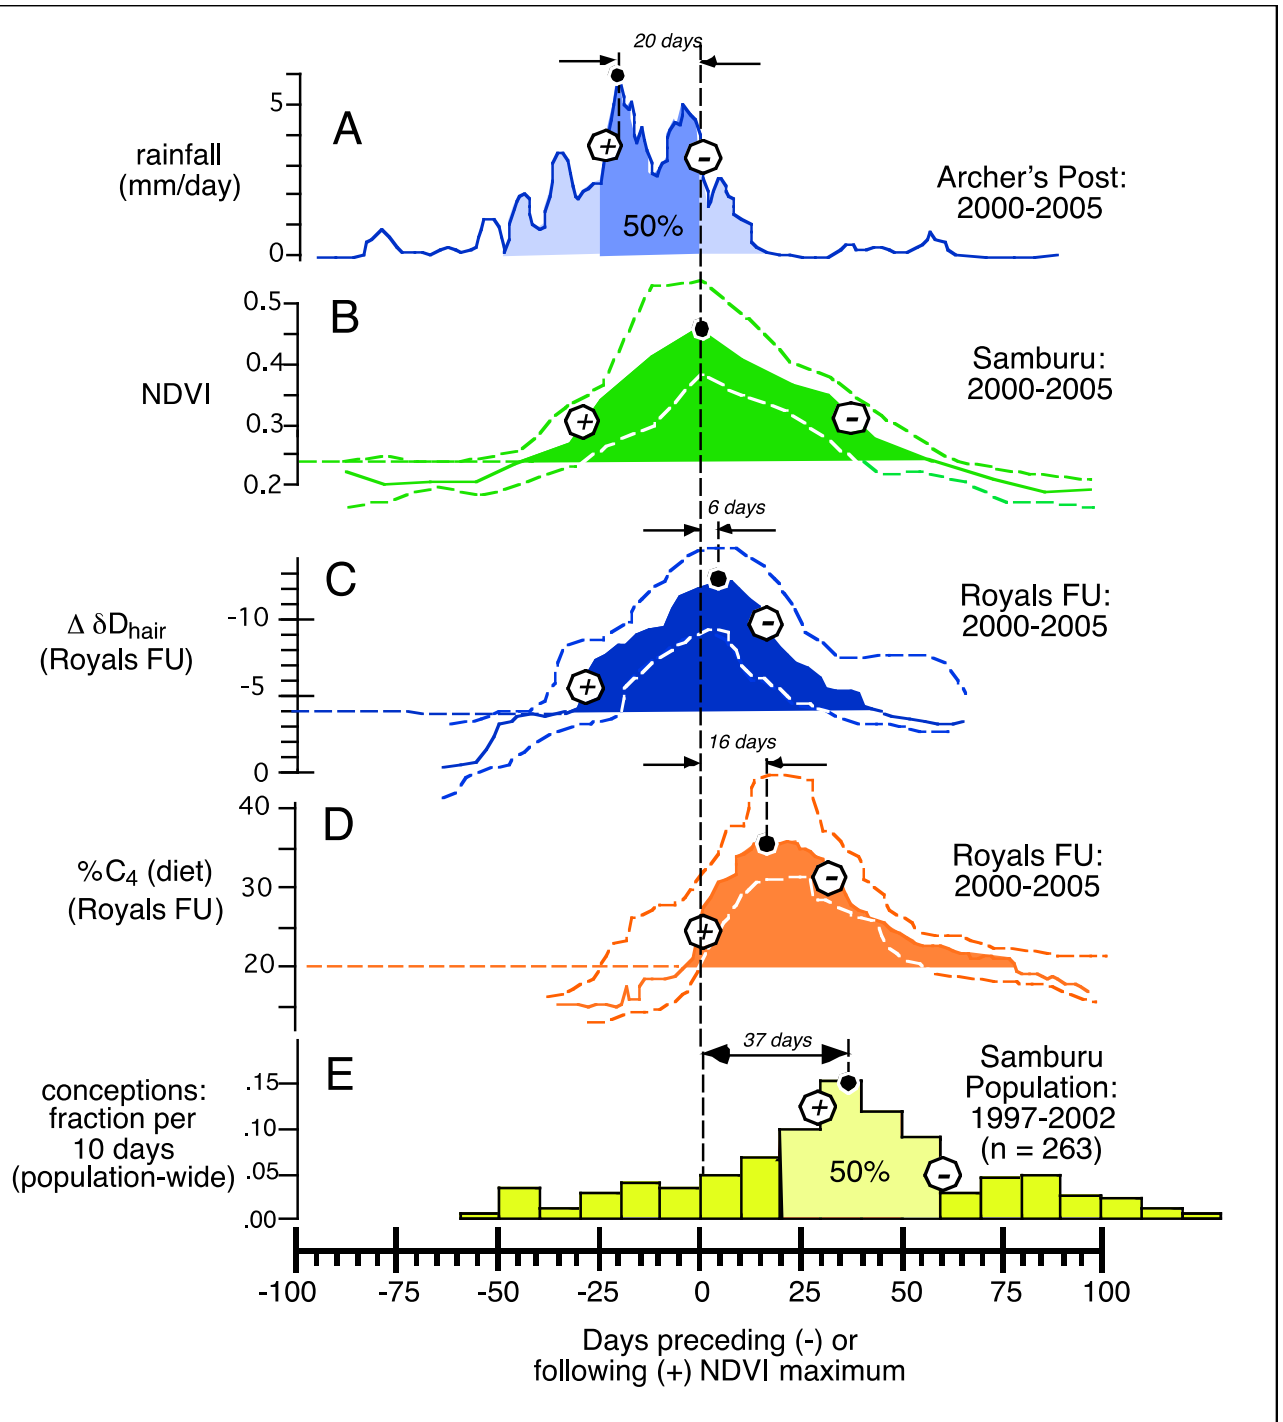 20 days
A
5
0
rainfall
(mm/day)
+
-
50%
Archer's Post:
2000-2005
B
0.5
0.4
0.3
0.2
NDVI
+
-
Samburu:
2000-2005
6 days
C
-10
-5
0
Δ δD hair
(Royals FU)
+
-
Royals FU:
2000-2005
16 days
D
40
30
20
%C4 (diet)
(Royals FU)
+
-
Royals FU:
2000-2005
37 days
E
.15
.10
.05
.00
conceptions:
fraction per
10 days
(population-wide)
+
-
50%
Samburu
Population:
1997-2002
(n = 263)
-100 -75 -50 -25 0 25 50 75 100
Days preceding (-) or
following (+) NDVI maximum